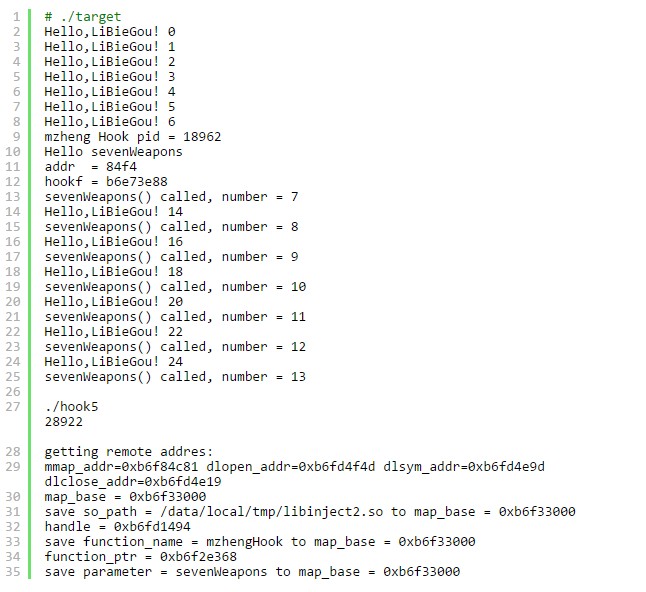 1 # ./target
2 Hello,LiBieGou! 0
3 Hello,LiBieGou! 1
4 Hello,LiBieGou! 2
5 Hello,LiBieGou! 3
6 Hello,LiBieGou! 4
7 Hello,LiBieGou! 5
8 Hello,LiBieGou! 6
9 mzheng Hook pid = 18962
10 Hello sevenWeapons
11 addr  = 84f4
12 hookf = b6e73e88
13 sevenWeapons() called, number = 7
14 Hello,LiBieGou! 14
15 sevenWeapons() called, number = 8
16 Hello,LiBieGou! 16
17 sevenWeapons() called, number = 9
18 Hello,LiBieGou! 18
19 sevenWeapons() called, number = 10
20 Hello,LiBieGou! 20
21 sevenWeapons() called, number = 11
22 Hello,LiBieGou! 22
23 sevenWeapons() called, number = 12
24 Hello,LiBieGou! 24
25 sevenWeapons() called, number = 13
26
27 ./hook5
28922
28 getting remote addres:
29 mmap_addr=0xb6f84c81 dlopen_addr=0xb6fd4f4d dlsym_addr=0xb6fd4e9d
dlclose_addr=0xb6fd4e19
30 map_base = 0xb6f33000
31 save so_path = /data/local/tmp/libinject2.so to map_base = 0xb6f33000
32 handle = 0xb6fd1494
33 save function_name = mzhengHook to map_base = 0xb6f33000
34 function_ptr = 0xb6f2e368
35 save parameter = sevenWeapons to map_base = 0xb6f33000